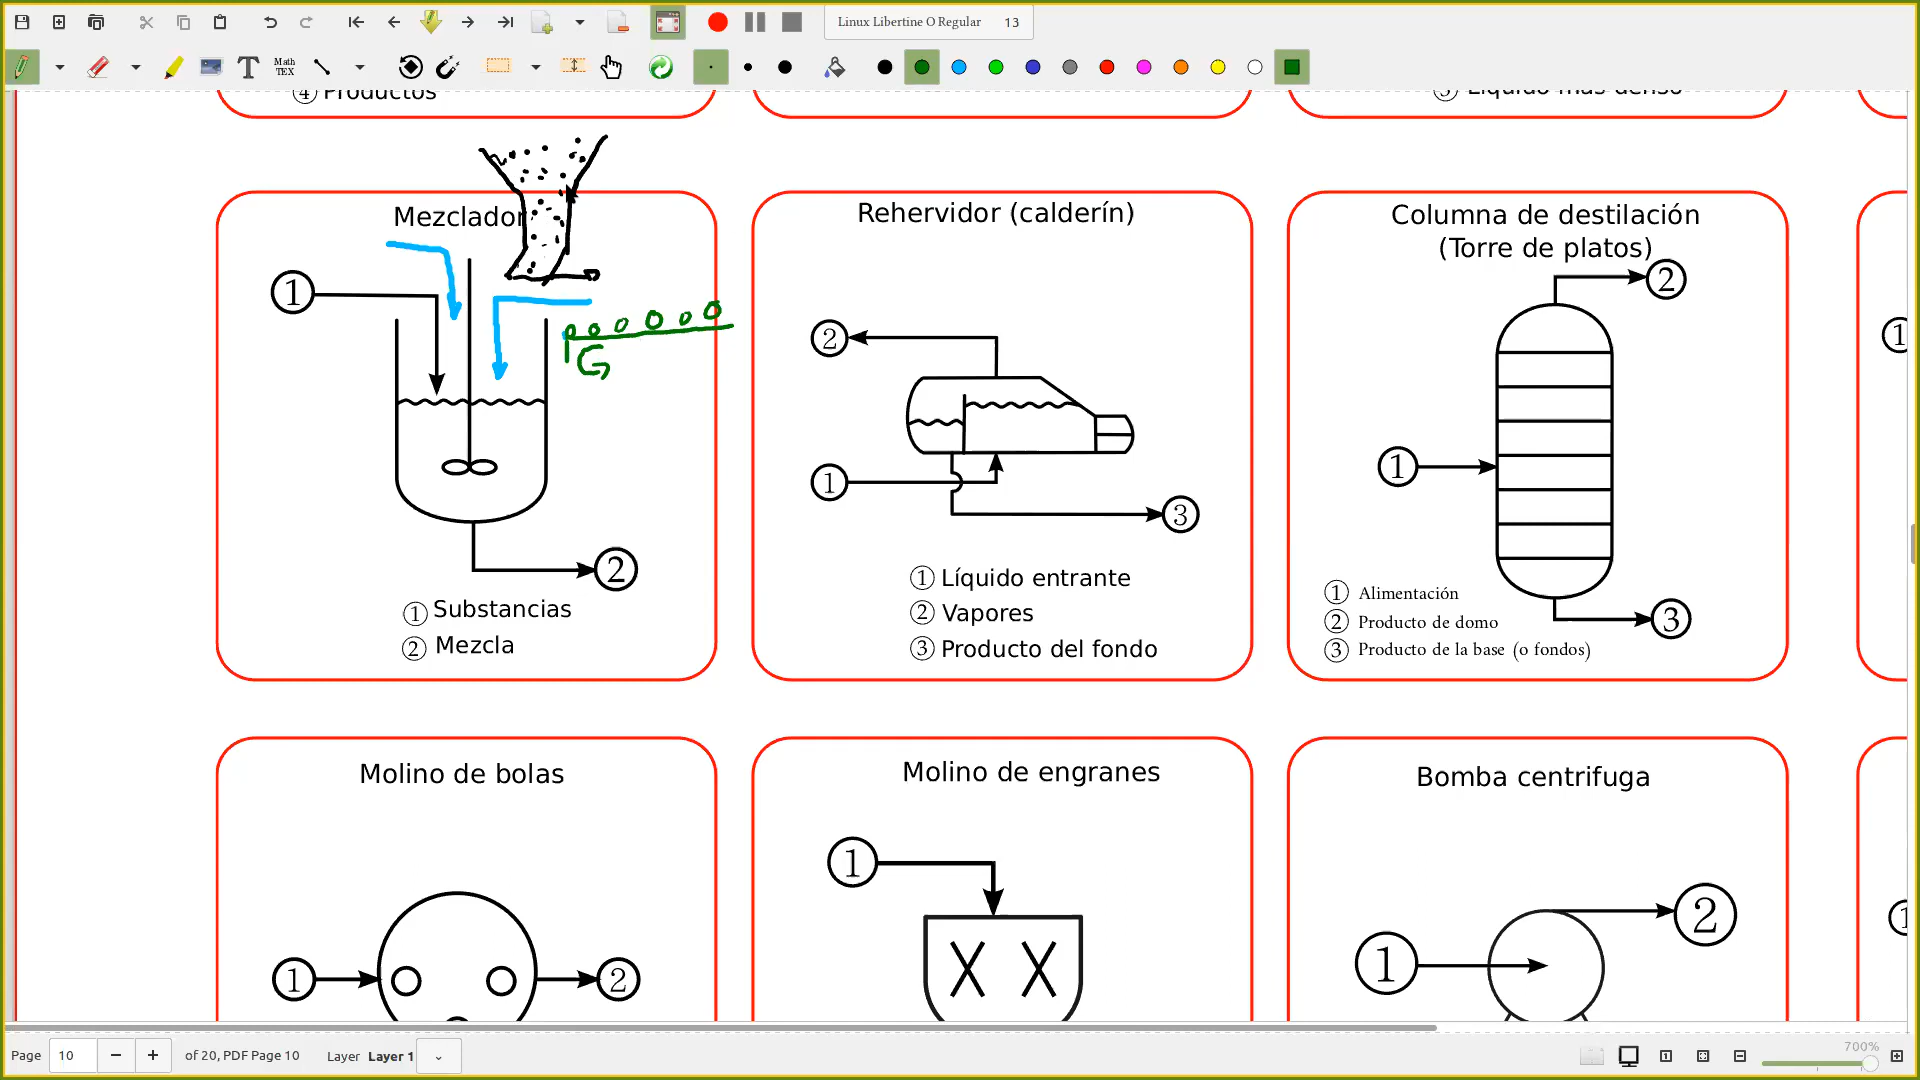 Linux Libertine O Regular 13
Math
TEX
④ Productos
③ Líquido más denso
Mezclador
1
2
① Substancias
② Mezcla
Rehervidor (calderín)
2
1
3
① Líquido entrante
② Vapores
③ Producto del fondo
Columna de destilación
(Torre de platos)
2
1
3
① Alimentación
② Producto de domo
③ Producto de la base (o fondos)
1
Molino de bolas
1
2
Molino de engranes
1
Bomba centrifuga
1
2
1
Page 10 of 20, PDF Page 10 Layer Layer 1
700%